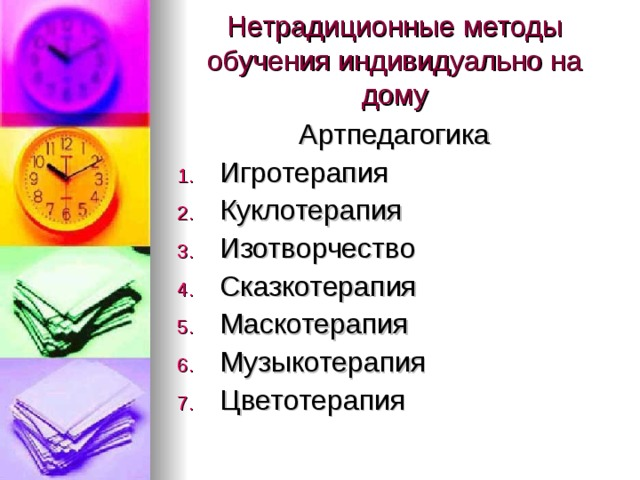 Нетрадиционные методы
обучения индивидуально на
дому
Артпедагогика
1. Игротерапия
2. Куклотерапия
3. Изотворчество
4. Сказкотерапия
5. Маскотерапия
6. Музыкотерапия
7. Цветотерапия